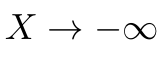 X → −∞